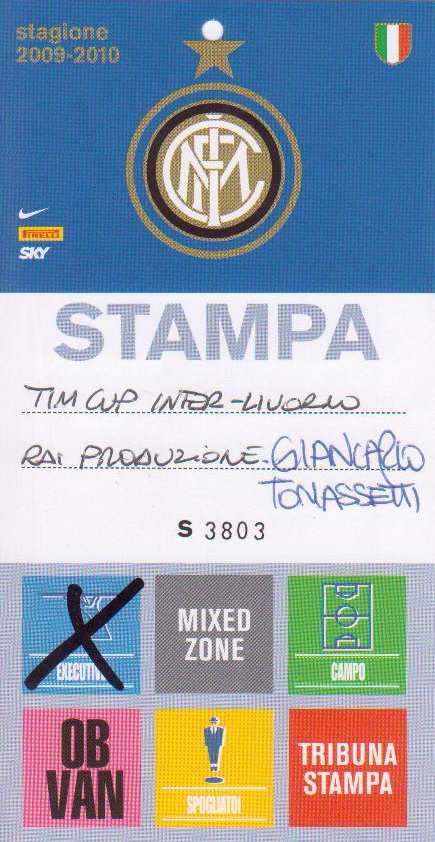 stagione
2009-2010
PIRELLI
SKY
STAMPA
TIM CUP INTER-LIVORNO
RAI PRODUZIONE GIANCARLO
TOMASSETTI
S 3803
EXECUTIVE
MIXED
ZONE
CAMPO
OB
VAN
SPOGLIATOI
TRIBUNA
STAMPA